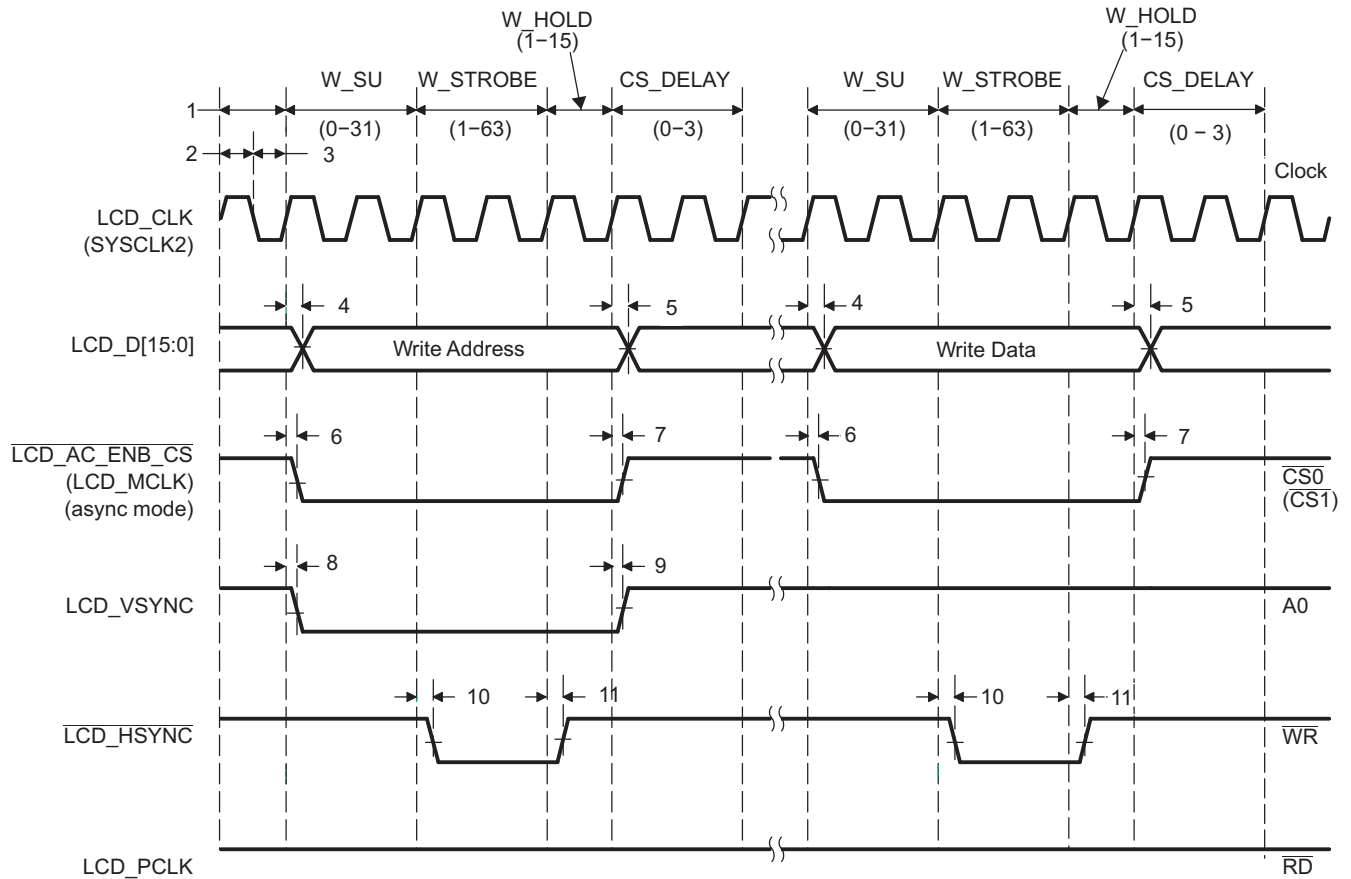 W_HOLD
(1−15)
W_HOLD
(1−15)
W_SU
W_STROBE
CS_DELAY
W_SU
W_STROBE
CS_DELAY
1
(0−31)
(1−63)
(0−3)
(0−31)
(1−63)
(0 − 3)
2
3
Clock
LCD_CLK
(SYSCLK2)
4
5
4
5
LCD_D[15:0]
Write Address
Write Data
6
7
6
7
LCD_AC_ENB_CS
(LCD_MCLK)
(async mode)
CS0
(CS1)
8
9
LCD_VSYNC
A0
10
11
10
11
LCD_HSYNC
WR
LCD_PCLK
RD